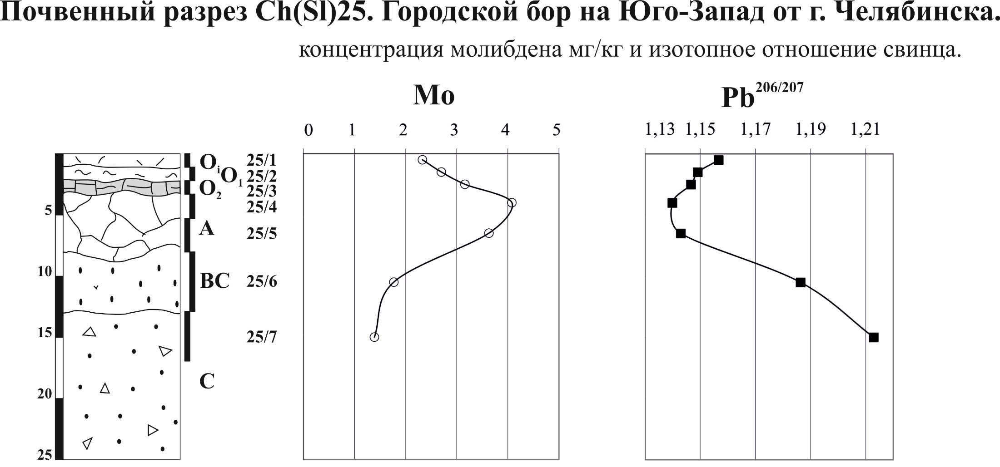 Почвенный разрез Ch(Sl)25. Городской бор на Юго-Запад от г. Челябинска.
концентрация молибдена мг/кг и изотопное отношение свинца.
Mo
Pb206/207
0 1 2 3 4 5
1,13 1,15 1,17 1,19 1,21
Oi 25/1
O1 25/2
O2 25/3
25/4
5
A 25/5
10
BC 25/6
15 25/7
C
20
25